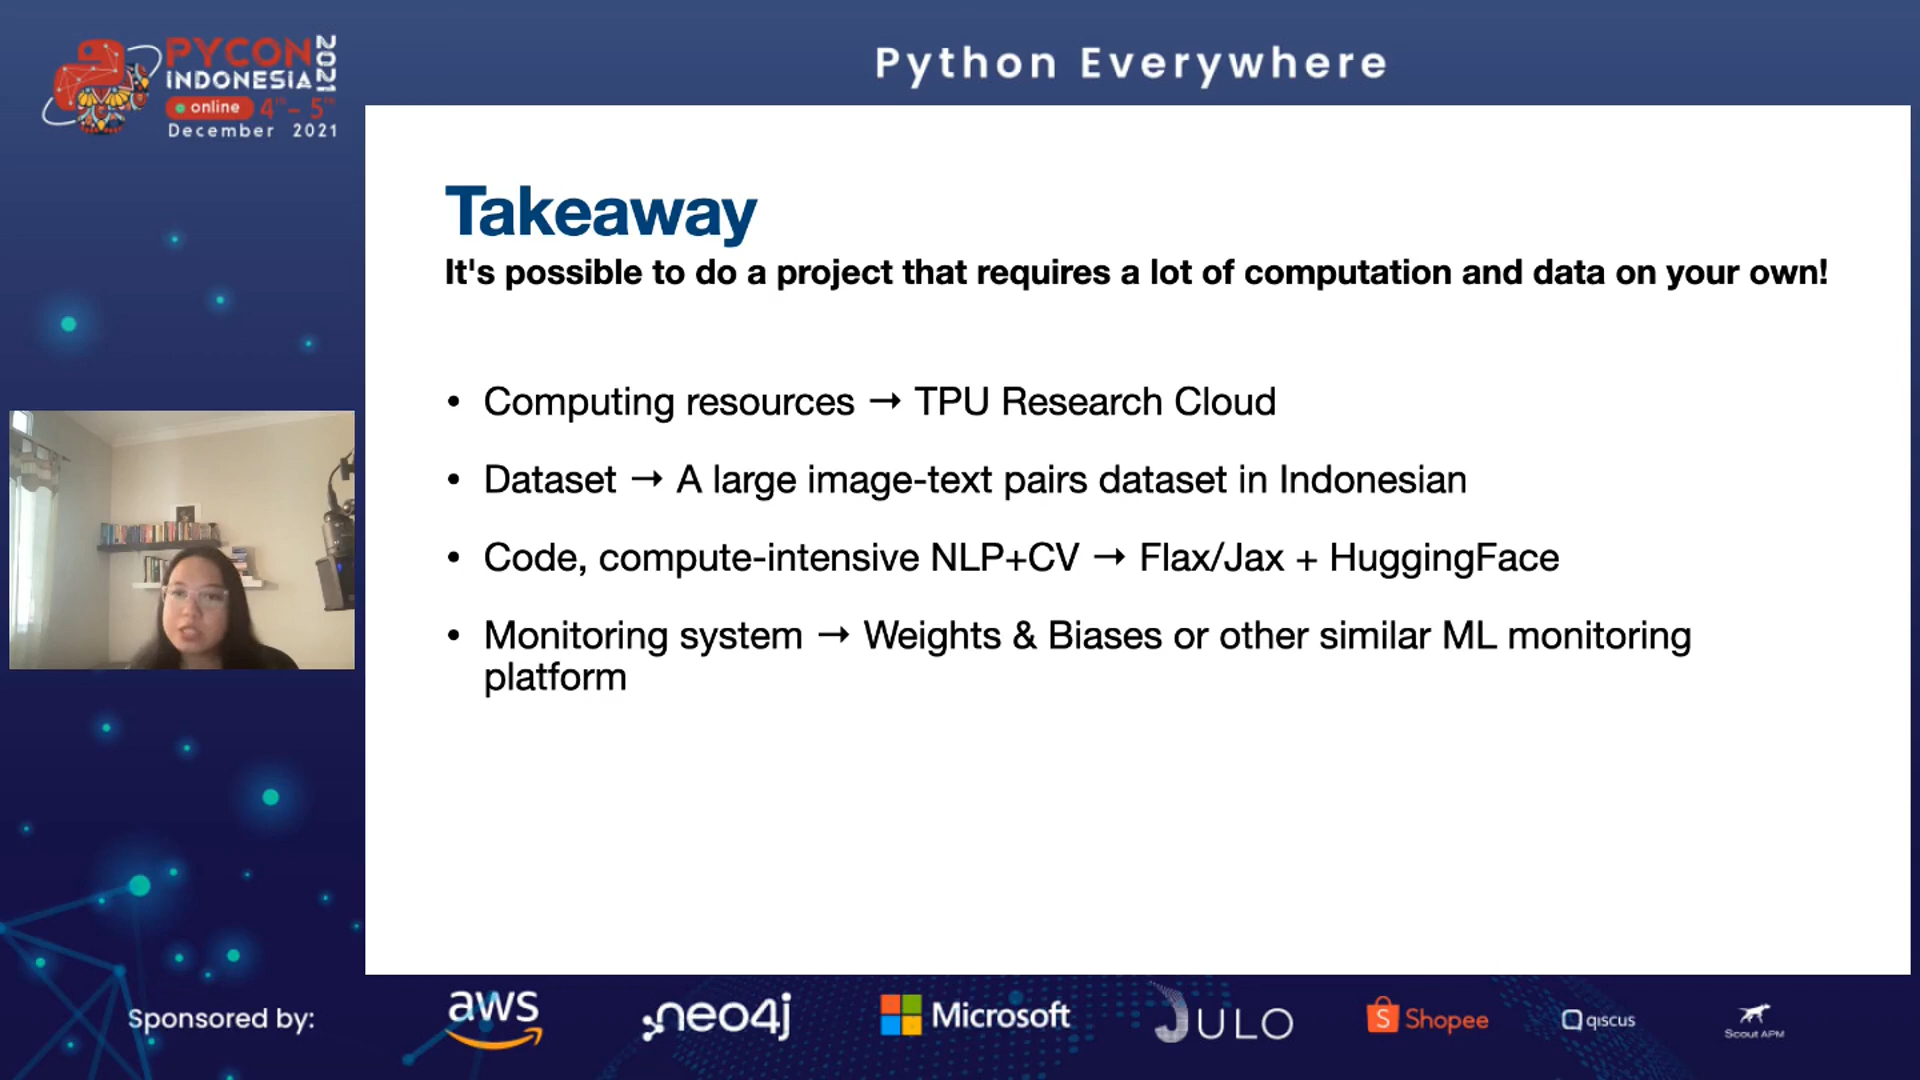 PYCON
INDONESIA
2021
online 4th – 5th
December 2021
Python Everywhere
Takeaway
It's possible to do a project that requires a lot of computation and data on your own!
• Computing resources → TPU Research Cloud
• Dataset → A large image-text pairs dataset in Indonesian
• Code, compute-intensive NLP+CV → Flax/Jax + HuggingFace
• Monitoring system → Weights & Biases or other similar ML monitoring
platform
Sponsored by:
aws
neo4j
Microsoft
JULO
Shopee
qiscus
Scout APM